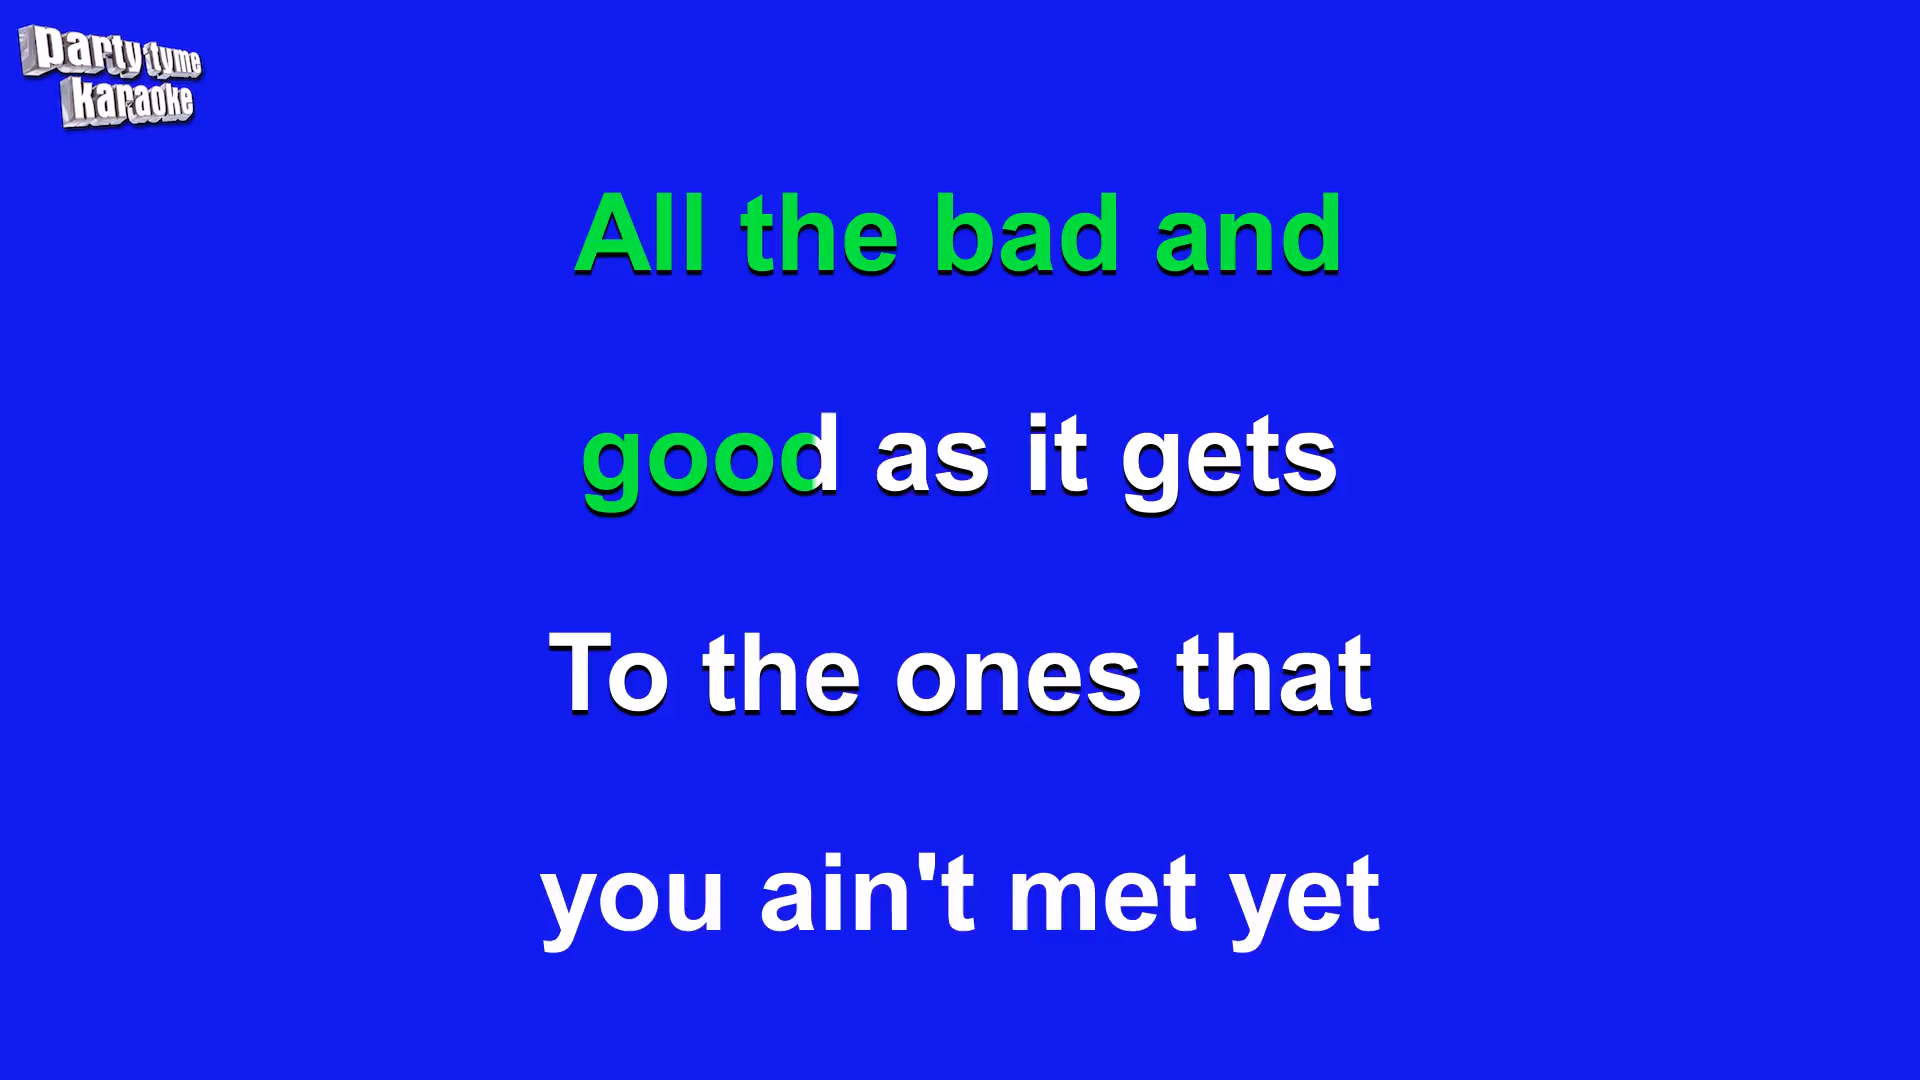 party tyme
karaoke
All the bad and
good as it gets
To the ones that
you ain't met yet